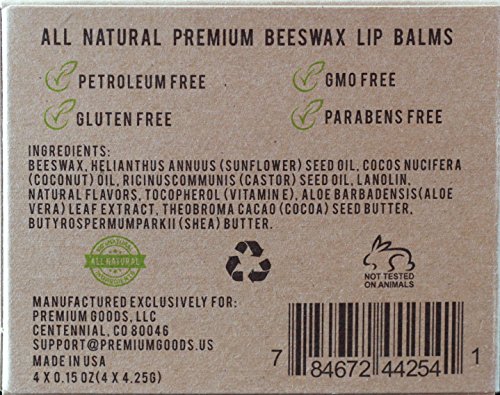 ALL NATURAL PREMIUM BEESWAX LIP BALMS
PETROLEUM FREE
GMO FREE
GLUTEN FREE
PARABENS FREE
INGREDIENTS:
BEESWAX, HELIANTHUS ANNUUS (SUNFLOWER) SEED OIL, COCOS NUCIFERA
(COCONUT) OIL, RICINUSCOMMUNIS (CASTOR) SEED OIL, LANOLIN,
NATURAL FLAVORS, TOCOPHEROL (VITAMINE), ALOE BARBADENSIS(ALOE
VERA) LEAF EXTRACT, THEOBROMA CACAO (COCOA) SEED BUTTER,
BUTYROSPERMUMPARKII (SHEA) BUTTER.
ALL NATURAL
NOT TESTED
ON ANIMALS
MANUFACTURED EXCLUSIVELY FOR:
PREMIUM GOODS, LLC
CENTENNIAL, CO 80046
SUPPORT@PREMIUMGOODS.US
MADE IN USA
4 X 0.15 OZ(4 X 4.25G)
7 84672 44254 1